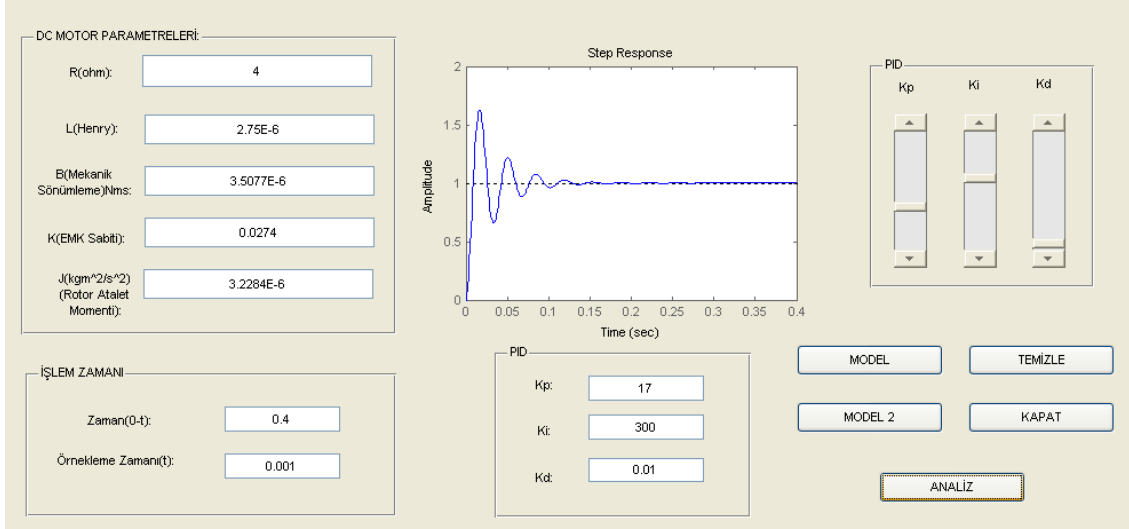 DC MOTOR PARAMETRELERİ:
R(ohm):
4
L(Henry):
2.75E-6
B(Mekanik
Sönümleme)Nms:
3.5077E-6
K(EMK Sabiti):
0.0274
J(kgm^2/s^2)
(Rotor Atalet
Momenti):
3.2284E-6
İŞLEM ZAMANI
Zaman(0-t):
0.4
Örnekleme Zamanı(t):
0.001
Step Response
Amplitude
2
1.5
1
0.5
0
0 0.05 0.1 0.15 0.2 0.25 0.3 0.35 0.4
Time (sec)
PID
Kp:
17
Ki:
300
Kd:
0.01
PID
Kp Ki Kd
MODEL
TEMİZLE
MODEL 2
KAPAT
ANALİZ